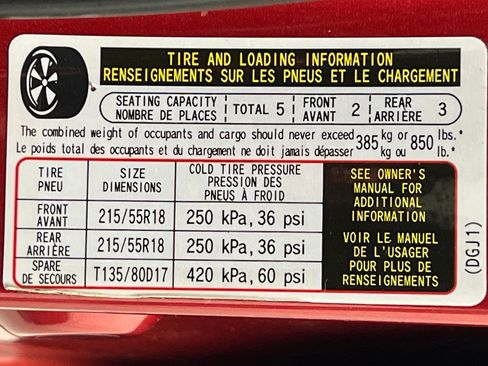 TIRE AND LOADING INFORMATION
RENSEIGNEMENTS SUR LES PNEUS ET LE CHARGEMENT
SEATING CAPACITY
NOMBRE DE PLACES
TOTAL 5
FRONT
AVANT
2
REAR
ARRIÈRE
3
The combined weight of occupants and cargo should never exceed 385 kg or 850 lbs.*
Le poids total des occupants et du chargement ne doit jamais dépasser 385 kg ou 850 lb.*
TIRE
PNEU
SIZE
DIMENSIONS
COLD TIRE PRESSURE
PRESSION DES
PNEUS À FROID
FRONT
AVANT
215/55R18
250 kPa, 36 psi
REAR
ARRIÈRE
215/55R18
250 kPa, 36 psi
SPARE
DE SECOURS
T135/80D17
420 kPa, 60 psi
SEE OWNER'S
MANUAL FOR
ADDITIONAL
INFORMATION
VOIR LE MANUEL
DE L'USAGER
POUR PLUS DE
RENSEIGNEMENTS
(DGJ1)